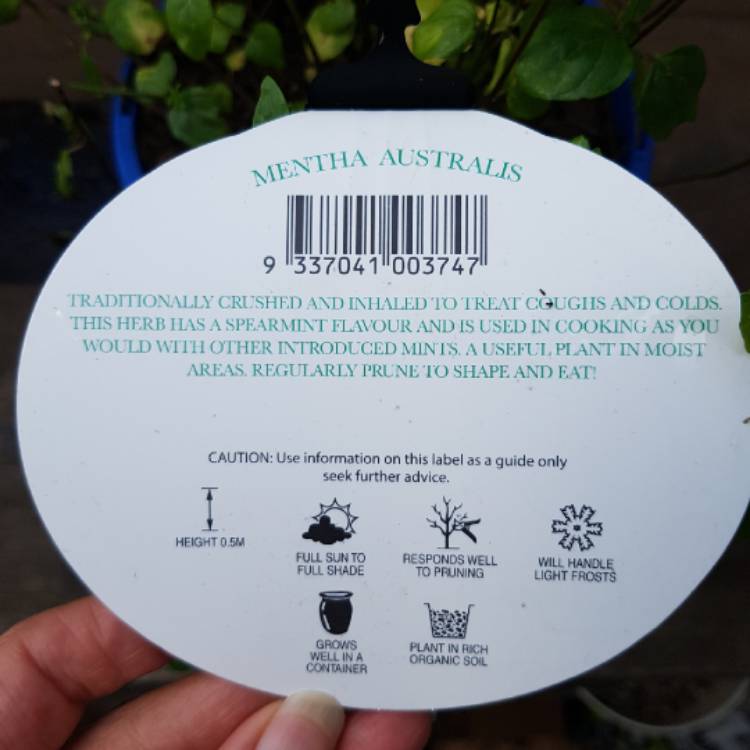 MENTHA AUSTRALIS
9 337041 003747
TRADITIONALLY CRUSHED AND INHALED TO TREAT COUGHS AND COLDS.
THIS HERB HAS A SPEARMINT FLAVOUR AND IS USED IN COOKING AS YOU
WOULD WITH OTHER INTRODUCED MINTS. A USEFUL PLANT IN MOIST
AREAS. REGULARLY PRUNE TO SHAPE AND EAT!
CAUTION: Use information on this label as a guide only
seek further advice.
HEIGHT 0.5M
FULL SUN TO
FULL SHADE
RESPONDS WELL
TO PRUNING
WILL HANDLE
LIGHT FROSTS
GROWS
WELL IN A
CONTAINER
PLANT IN RICH
ORGANIC SOIL